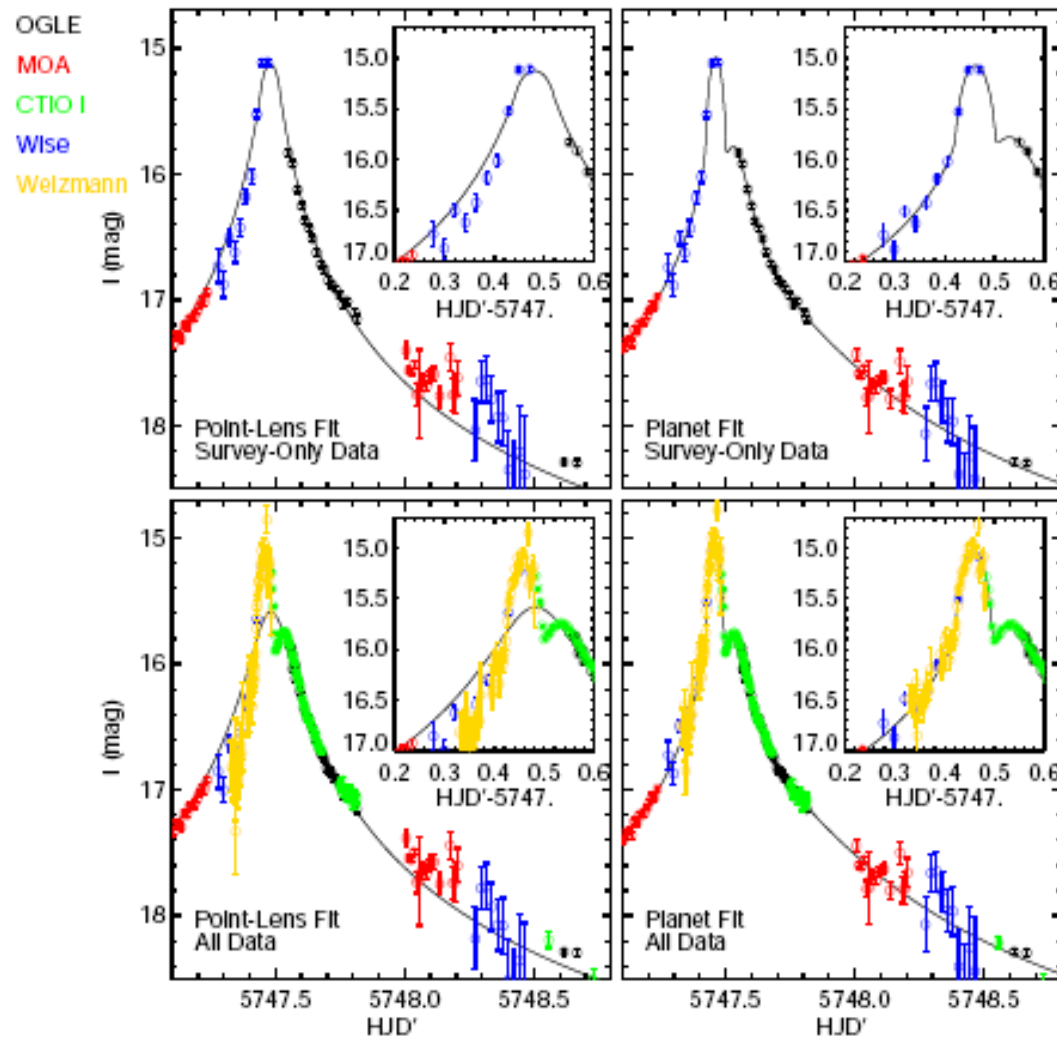 OGLE
MOA
CTIO I
Wise
Weizmann
I (mag)
15
16
17
18
15.0
15.5
16.0
16.5
17.0
0.2 0.3 0.4 0.5 0.6
HJD'-5747.
Point-Lens Fit
Survey-Only Data
15.0
15.5
16.0
16.5
17.0
0.2 0.3 0.4 0.5 0.6
HJD'-5747.
Planet Fit
Survey-Only Data
I (mag)
15
16
17
18
15.0
15.5
16.0
16.5
17.0
0.2 0.3 0.4 0.5 0.6
HJD'-5747.
Point-Lens Fit
All Data
5747.5 5748.0 5748.5
HJD'
15.0
15.5
16.0
16.5
17.0
0.2 0.3 0.4 0.5 0.6
HJD'-5747.
Planet Fit
All Data
5747.5 5748.0 5748.5
HJD'